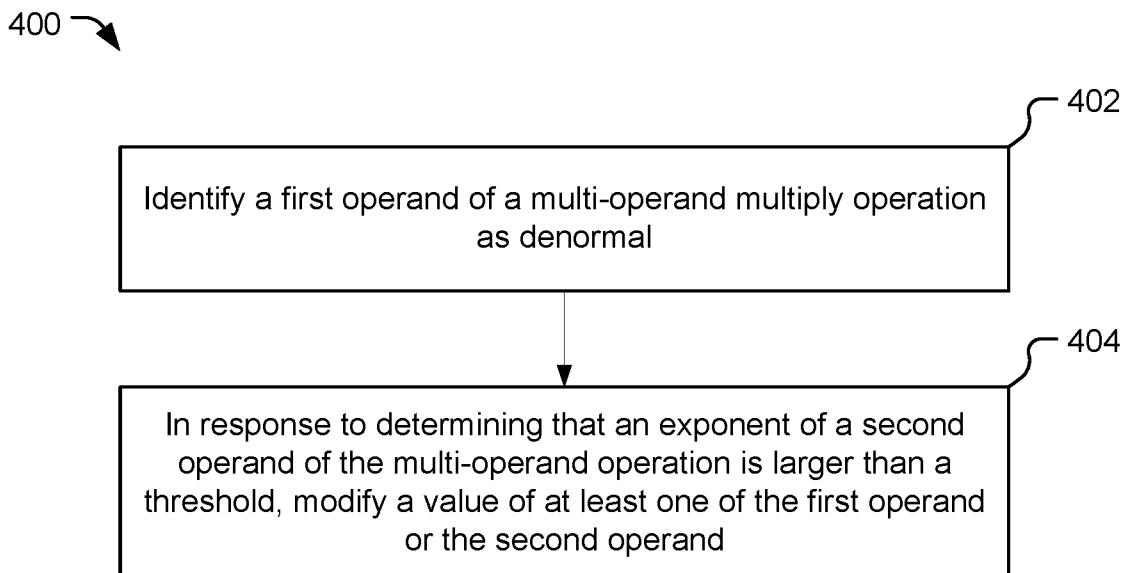 400
402
Identify a first operand of a multi-operand multiply operation
as denormal
404
In response to determining that an exponent of a second
operand of the multi-operand operation is larger than a
threshold, modify a value of at least one of the first operand
or the second operand